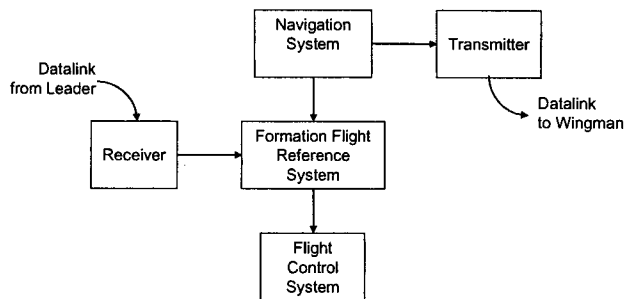 Navigation
System
Transmitter
Datalink
from Leader
Datalink
to Wingman
Receiver
Formation Flight
Reference
System
Flight
Control
System